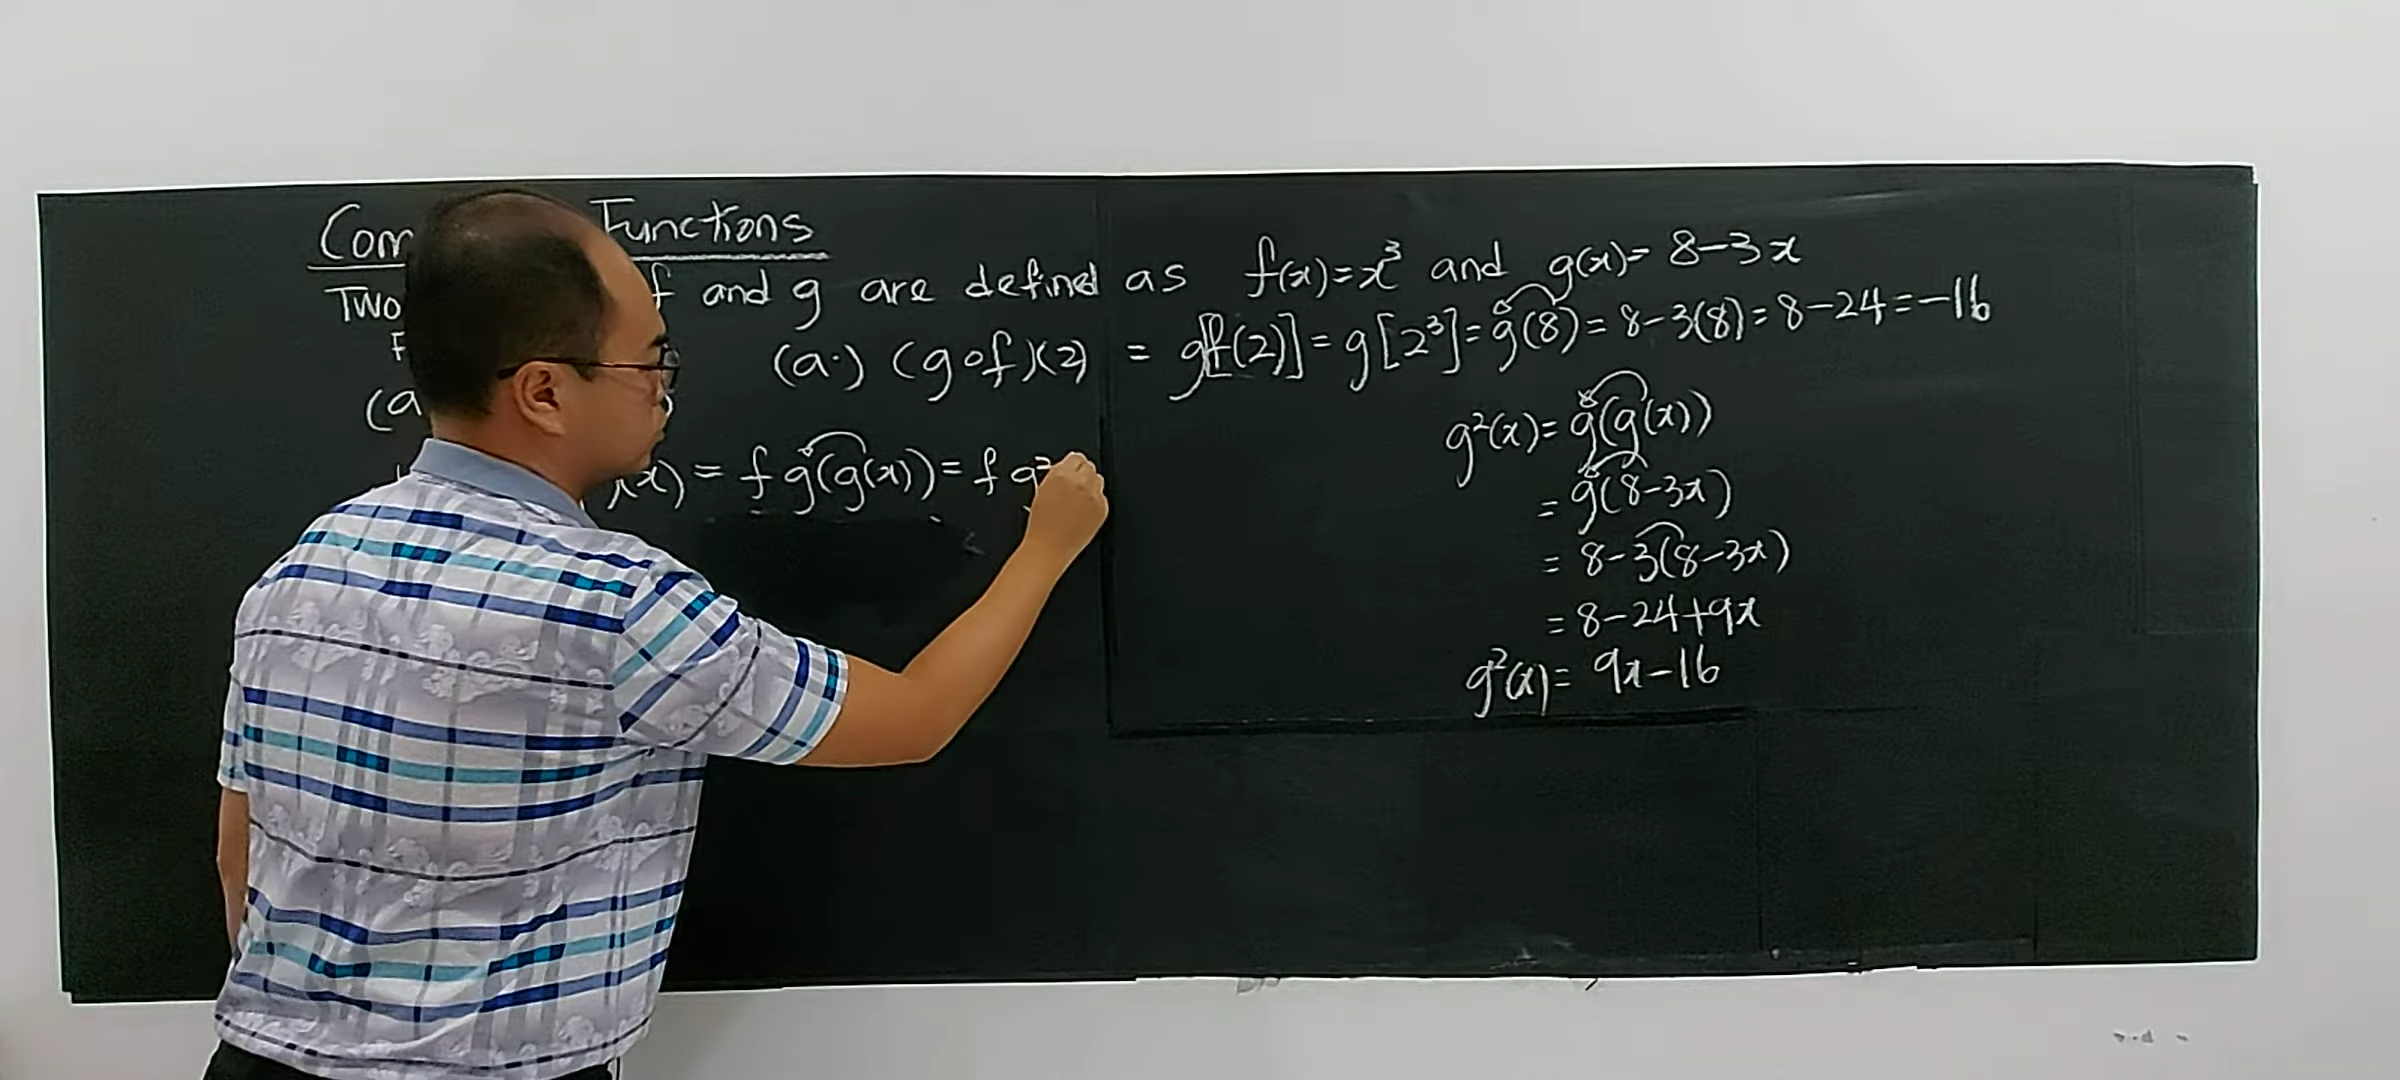 Com Functions
Two f and g are defined as f(x)=x³ and g(x)= 8-3x
F
(a.) (gof)(2) = g[f(2)] = g[2³] = g(8) = 8-3(8) = 8-24 = -16
(a
(x) = f g(g(x)) = f g²
g²(x) = g(g(x))
= g(8-3x)
= 8-3(8-3x)
= 8-24+9x
g²(x) = 9x-16